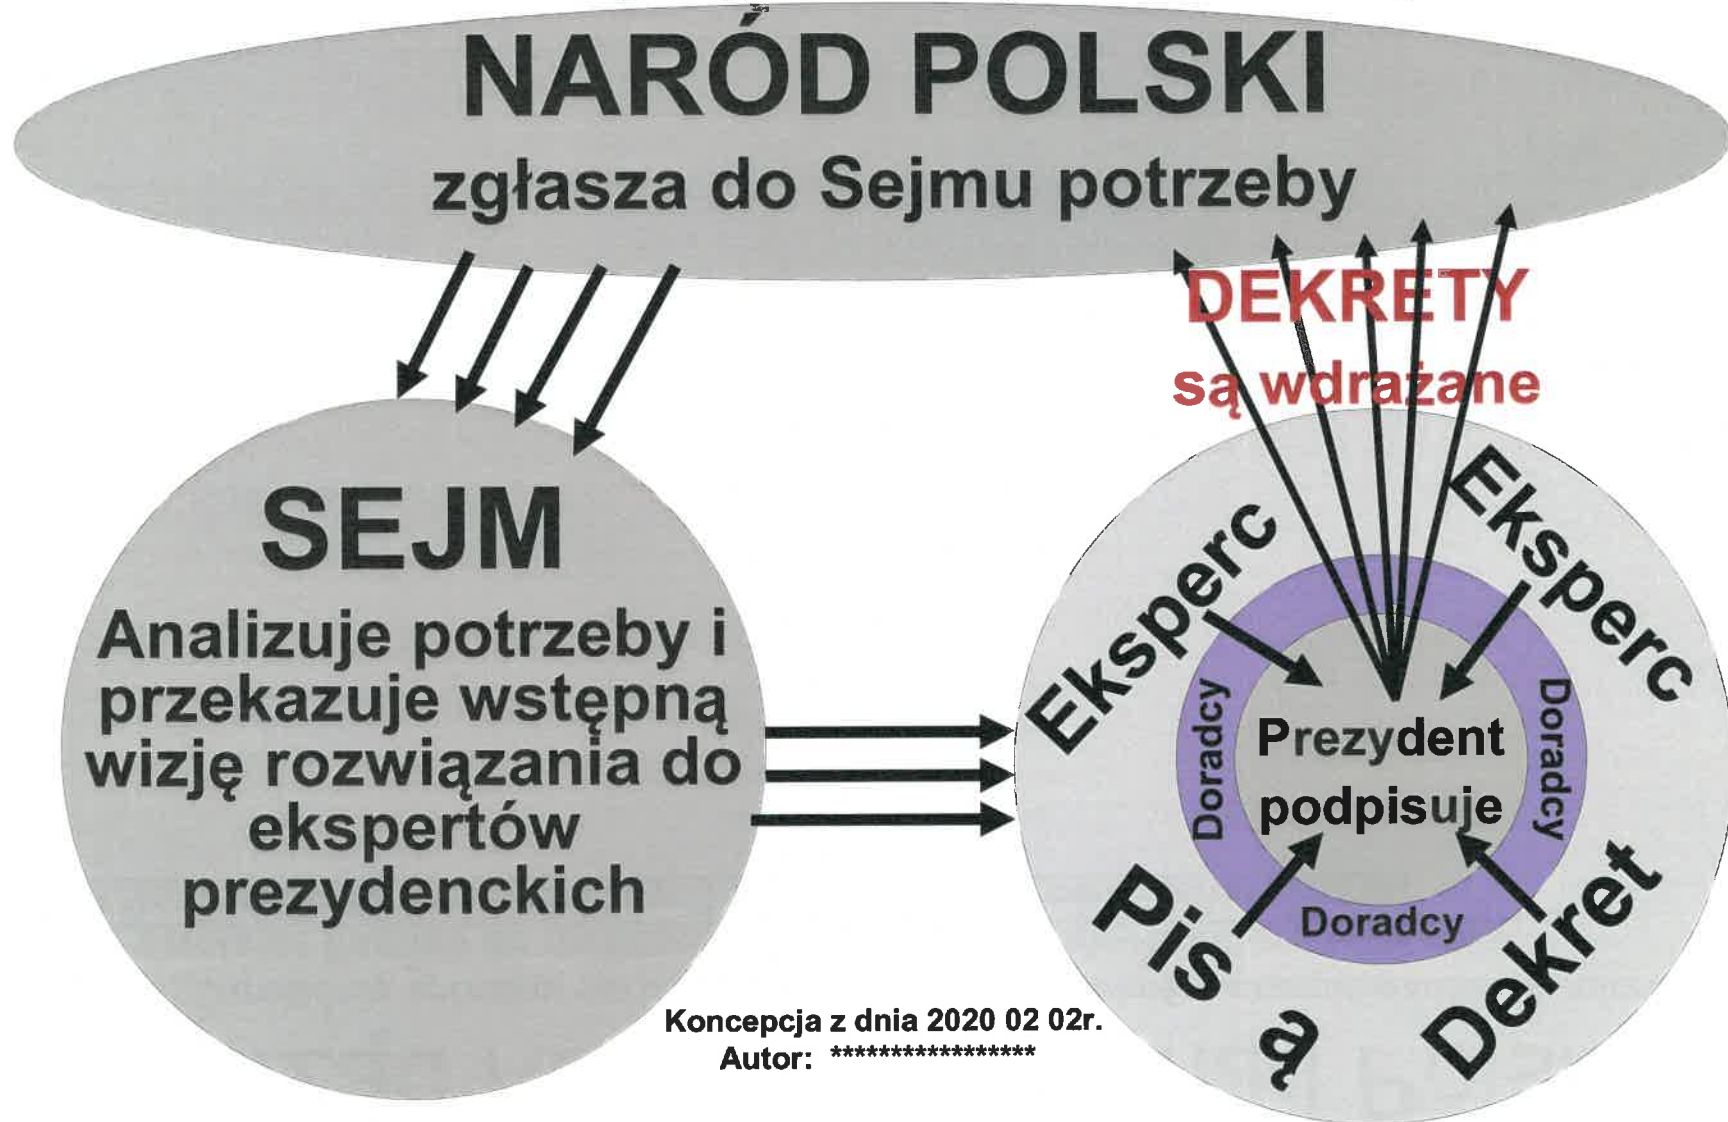 NARÓD POLSKI
zgłasza do Sejmu potrzeby
DEKRETY
są wdrażane
SEJM
Analizuje potrzeby i
przekazuje wstępną
wizję rozwiązania do
ekspertów
prezydenckich
Eksperc
Eksperc
Doradcy
Prezydent
podpisuje
Doradcy
Doradcy
Pis
ą
Dekret
Koncepcja z dnia 2020 02 02r.
Autor: *****************